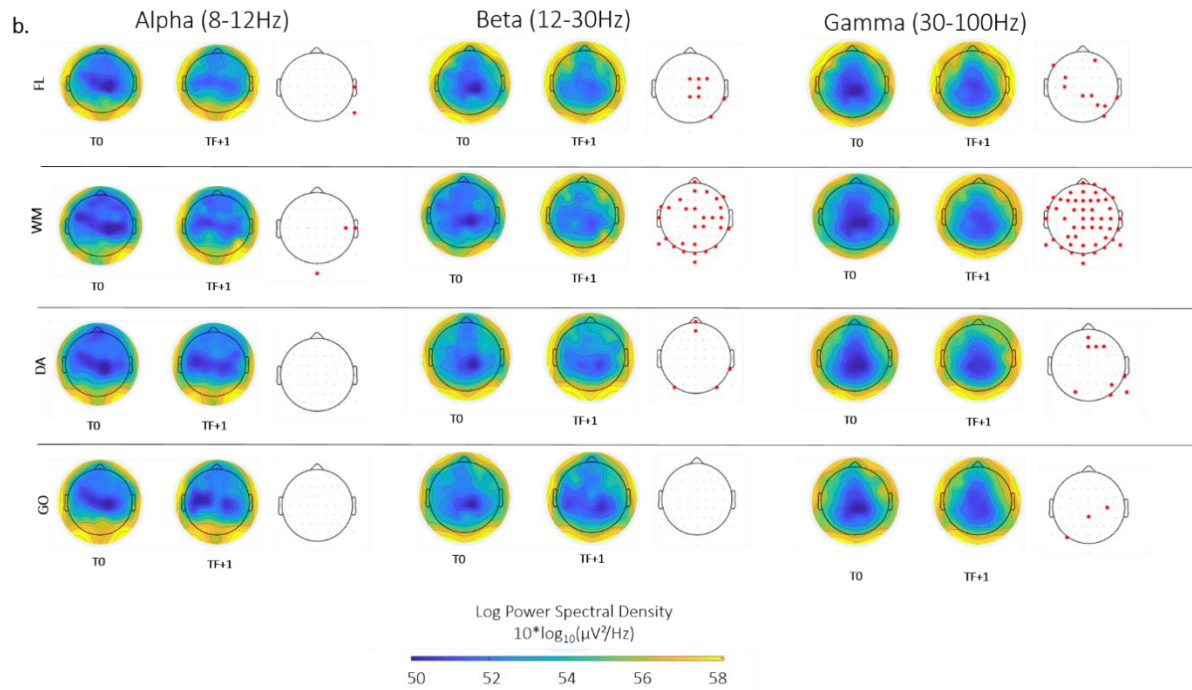 b.
Alpha (8-12Hz) Beta (12-30Hz) Gamma (30-100Hz)
FL
T0 TF+1 T0 TF+1 T0 TF+1
WM
T0 TF+1 T0 TF+1 T0 TF+1
DA
T0 TF+1 T0 TF+1 T0 TF+1
GO
T0 TF+1 T0 TF+1 T0 TF+1
Log Power Spectral Density
10*log₁₀(µV²/Hz)
50 52 54 56 58